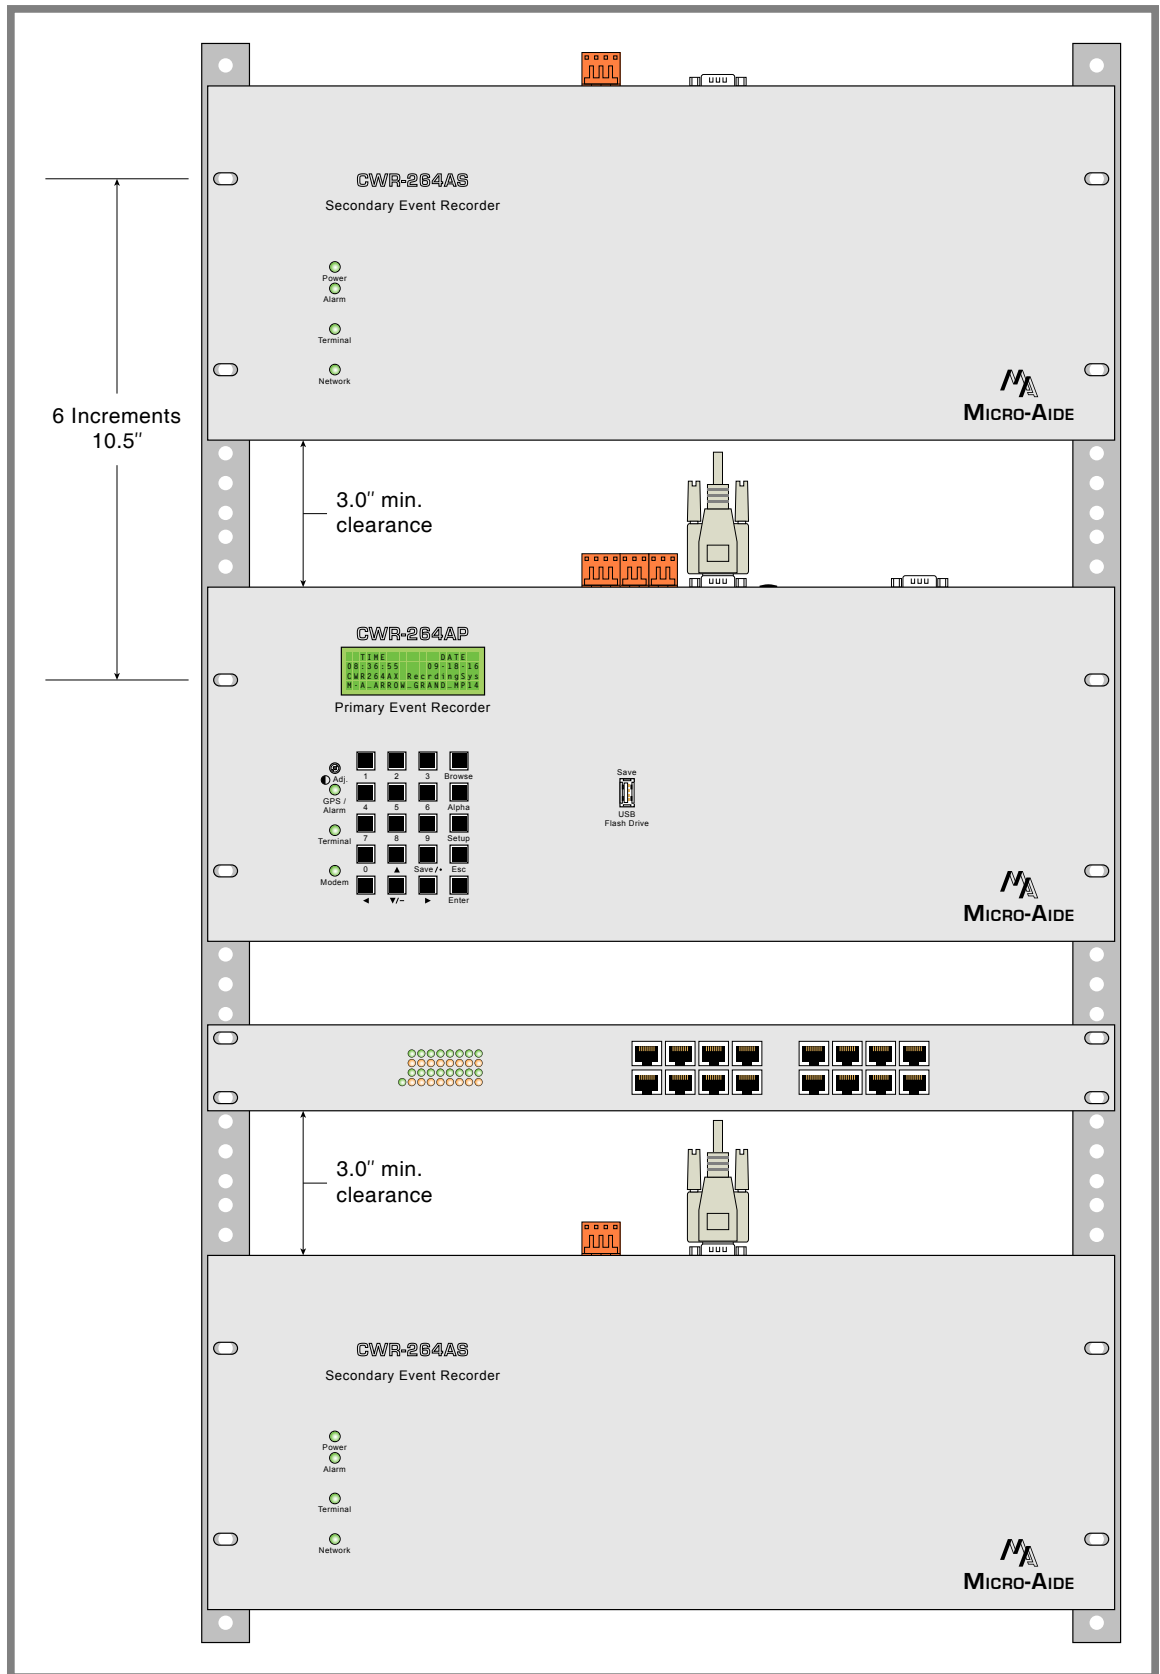 CWR-264AS
Secondary Event Recorder
Power
Alarm
Terminal
Network
MICRO-AIDE
6 Increments
10.5"
3.0" min.
clearance
CWR-264AP
TIME DATE
08:36:55 09-18-16
CWR264AX RecrdingSys
M-A_ARROW_GRAND_MP14
Primary Event Recorder
Adj.
GPS /
Alarm
Terminal
Modem
1 2 3 Browse
4 5 6 Alpha
7 8 9 Setup
0 ▲ Save/• Esc
◄ ▼/– ► Enter
Save
USB
Flash Drive
MICRO-AIDE
3.0" min.
clearance
CWR-264AS
Secondary Event Recorder
Power
Alarm
Terminal
Network
MICRO-AIDE